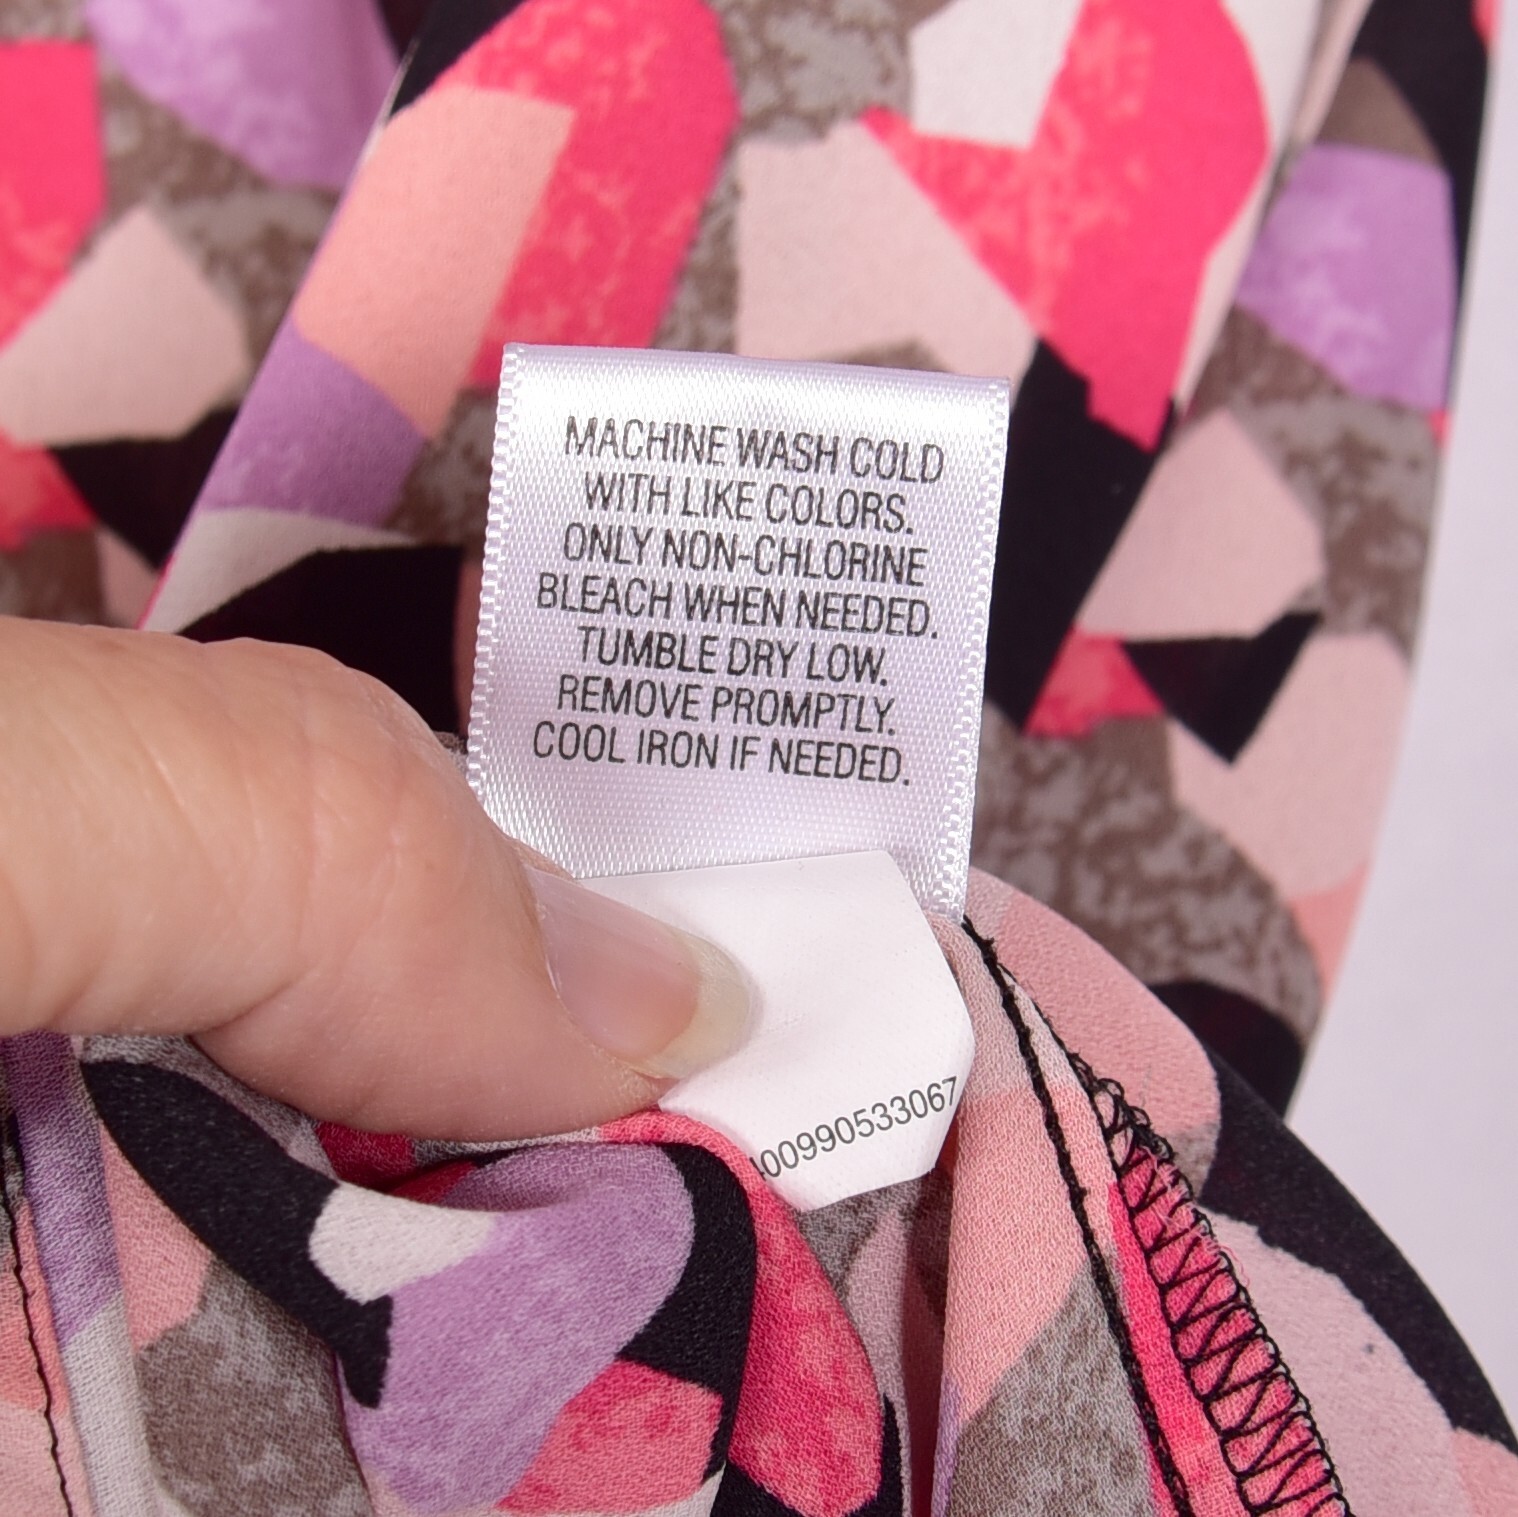 MACHINE WASH COLD
WITH LIKE COLORS.
ONLY NON-CHLORINE
BLEACH WHEN NEEDED.
TUMBLE DRY LOW.
REMOVE PROMPTLY.
COOL IRON IF NEEDED.
400990533067